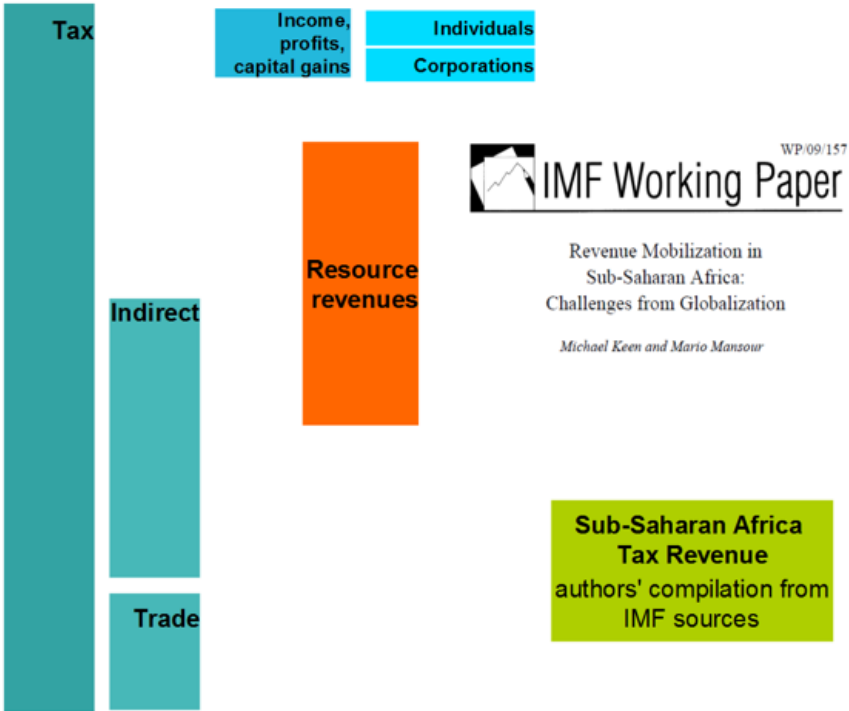 Tax
Income,
profits,
capital gains
Individuals
Corporations
WP/09/157
IMF Working Paper
Revenue Mobilization in
Sub-Saharan Africa:
Challenges from Globalization
Michael Keen and Mario Mansour
Resource
revenues
Indirect
Trade
Sub-Saharan Africa
Tax Revenue
authors' compilation from
IMF sources